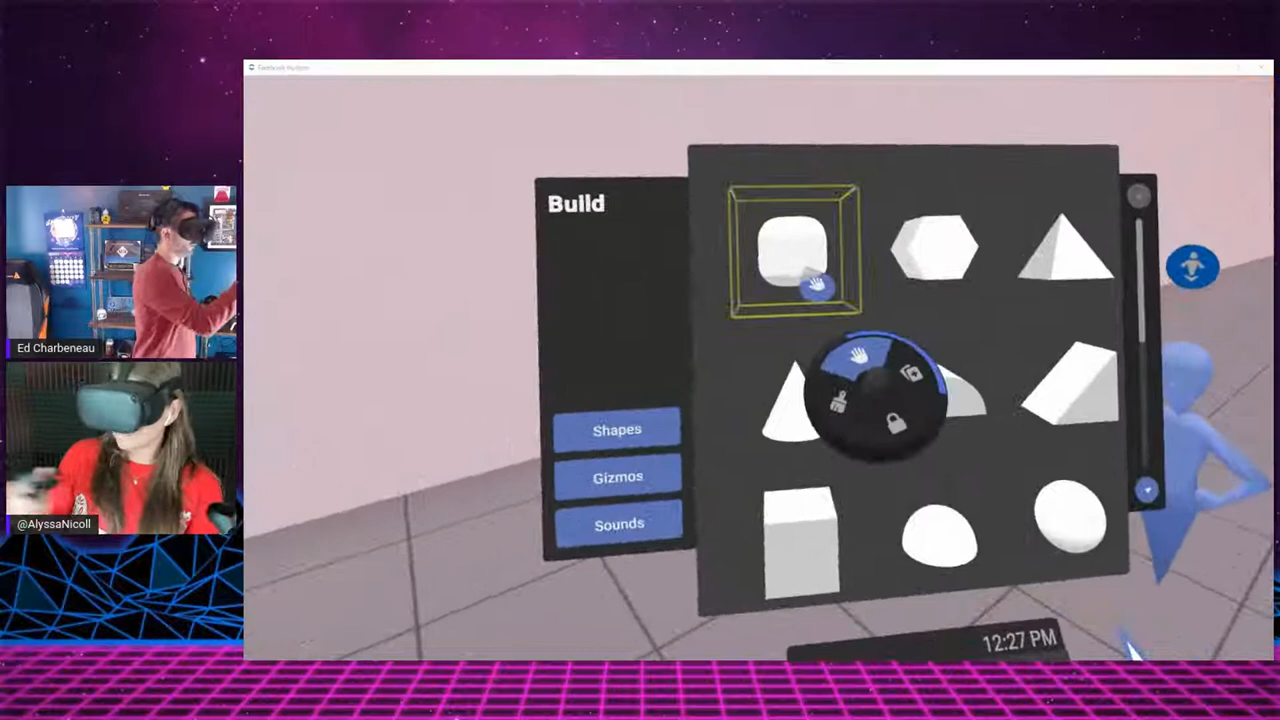 Build
Shapes
Gizmos
Sounds
12:27 PM
Ed Charbeneau
@AlyssaNicoll